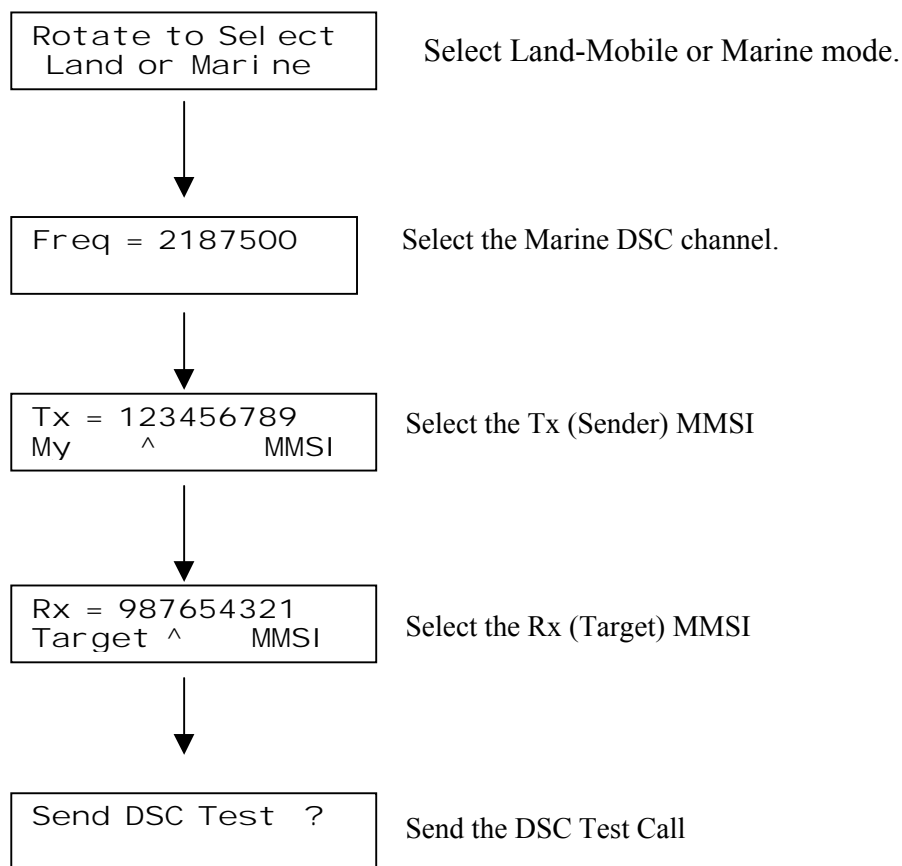 Rotate to Select
Land or Marine
Select Land-Mobile or Marine mode.
Freq = 2187500
Select the Marine DSC channel.
Tx = 123456789
My ^ MMSI
Select the Tx (Sender) MMSI
Rx = 987654321
Target ^ MMSI
Select the Rx (Target) MMSI
Send DSC Test ?
Send the DSC Test Call